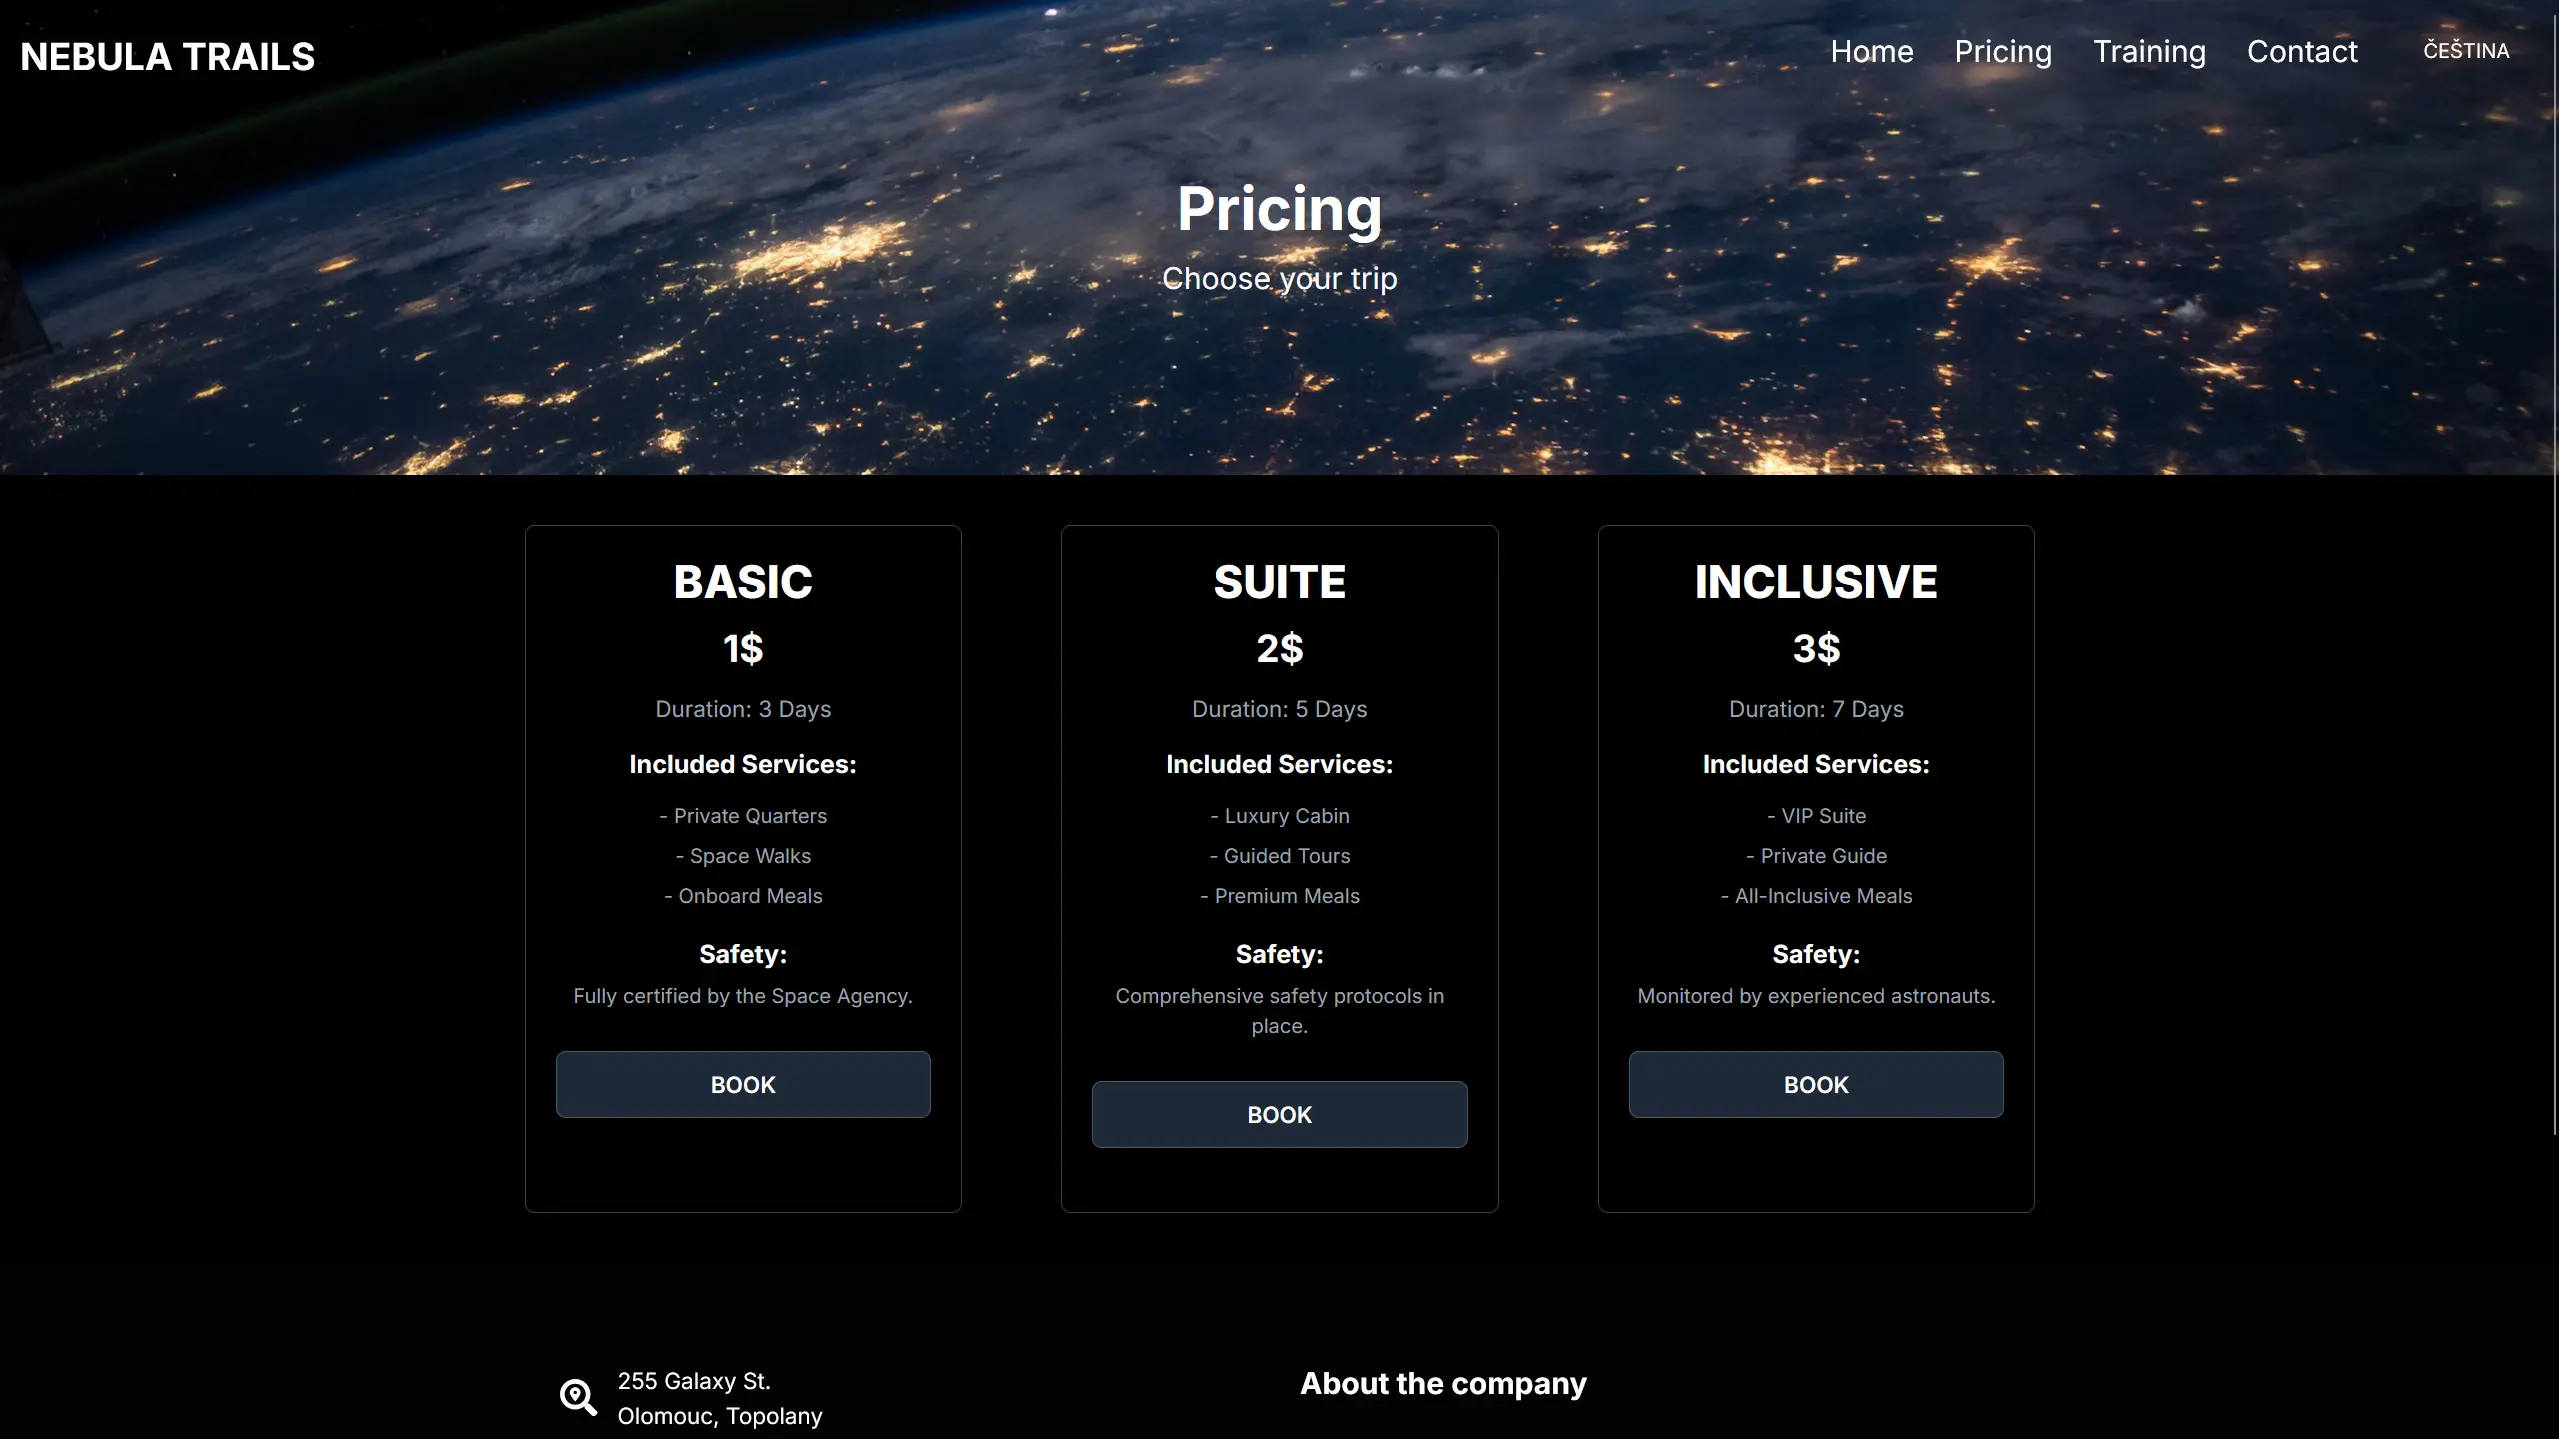 NEBULA TRAILS
Home
Pricing
Training
Contact
ČEŠTINA
Pricing
Choose your trip
BASIC
1$
Duration: 3 Days
Included Services:
- Private Quarters
- Space Walks
- Onboard Meals
Safety:
Fully certified by the Space Agency.
BOOK
SUITE
2$
Duration: 5 Days
Included Services:
- Luxury Cabin
- Guided Tours
- Premium Meals
Safety:
Comprehensive safety protocols in
place.
BOOK
INCLUSIVE
3$
Duration: 7 Days
Included Services:
- VIP Suite
- Private Guide
- All-Inclusive Meals
Safety:
Monitored by experienced astronauts.
BOOK
255 Galaxy St.
Olomouc, Topolany
About the company